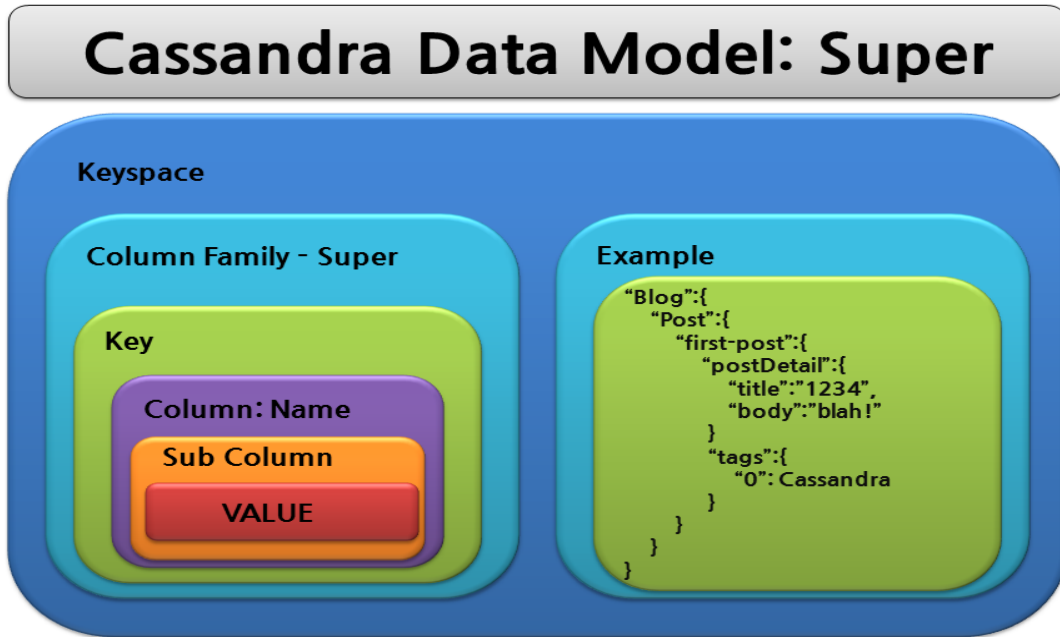 Cassandra Data Model: Super
Keyspace
Column Family - Super
Key
Column: Name
Sub Column
VALUE
Example
“Blog”:{
“Post”:{
“first-post”:{
“postDetail”:{
“title”:”1234”,
“body”:”blah!”
}
“tags”:{
“0”: Cassandra
}
}
}
}